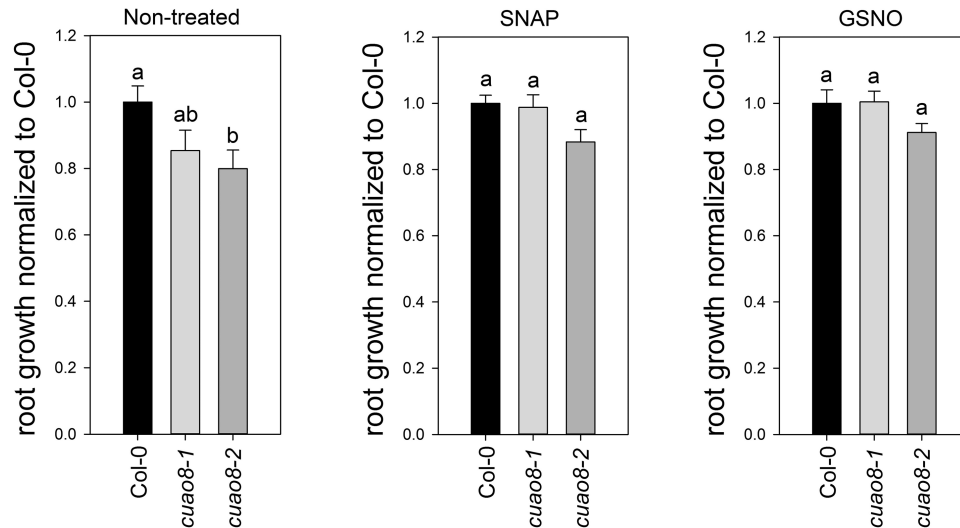 Non-treated
root growth normalized to Col-0
1.2
1.0
0.8
0.6
0.4
0.2
0.0
a
ab
b
Col-0
cuao8-1
cuao8-2
SNAP
root growth normalized to Col-0
1.2
1.0
0.8
0.6
0.4
0.2
0.0
a
a
a
Col-0
cuao8-1
cuao8-2
GSNO
root growth normalized to Col-0
1.2
1.0
0.8
0.6
0.4
0.2
0.0
a
a
a
Col-0
cuao8-1
cuao8-2